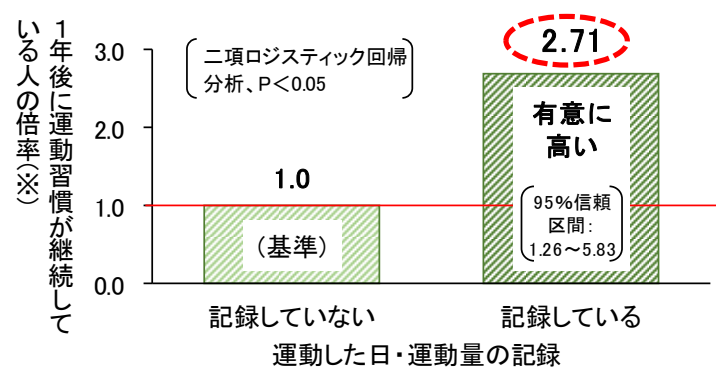 1年後に運動習慣が継続して
いる人の倍率(※)
3.0
2.0
1.0
0.0
二項ロジスティック回帰
分析、P<0.05
1.0
(基準)
2.71
有意に
高い
95%信頼
区間:
1.26~5.83
記録していない
記録している
運動した日・運動量の記録